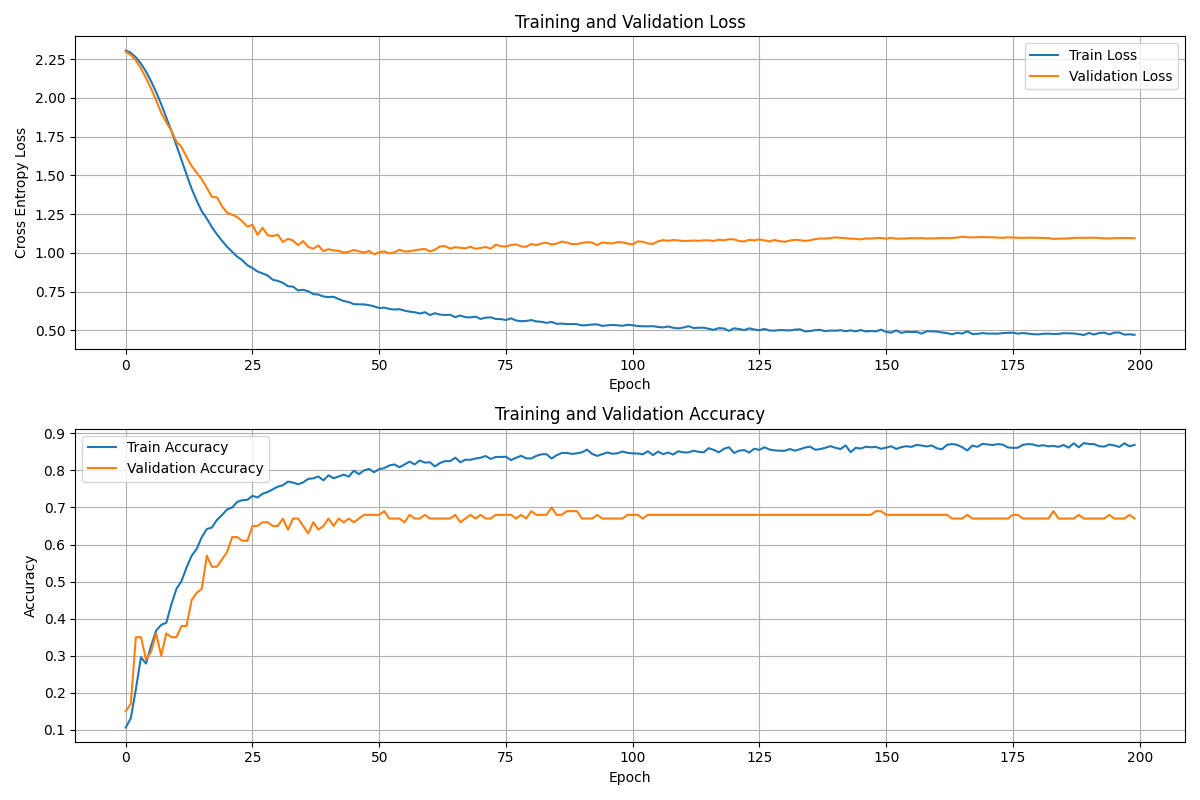 Training and Validation Loss
2.25
2.00
1.75
1.50
1.25
1.00
0.75
0.50
Cross Entropy Loss
Train Loss
Validation Loss
0 25 50 75 100 125 150 175 200
Epoch
Training and Validation Accuracy
0.9
0.8
0.7
0.6
0.5
0.4
0.3
0.2
0.1
Accuracy
Train Accuracy
Validation Accuracy
0 25 50 75 100 125 150 175 200
Epoch